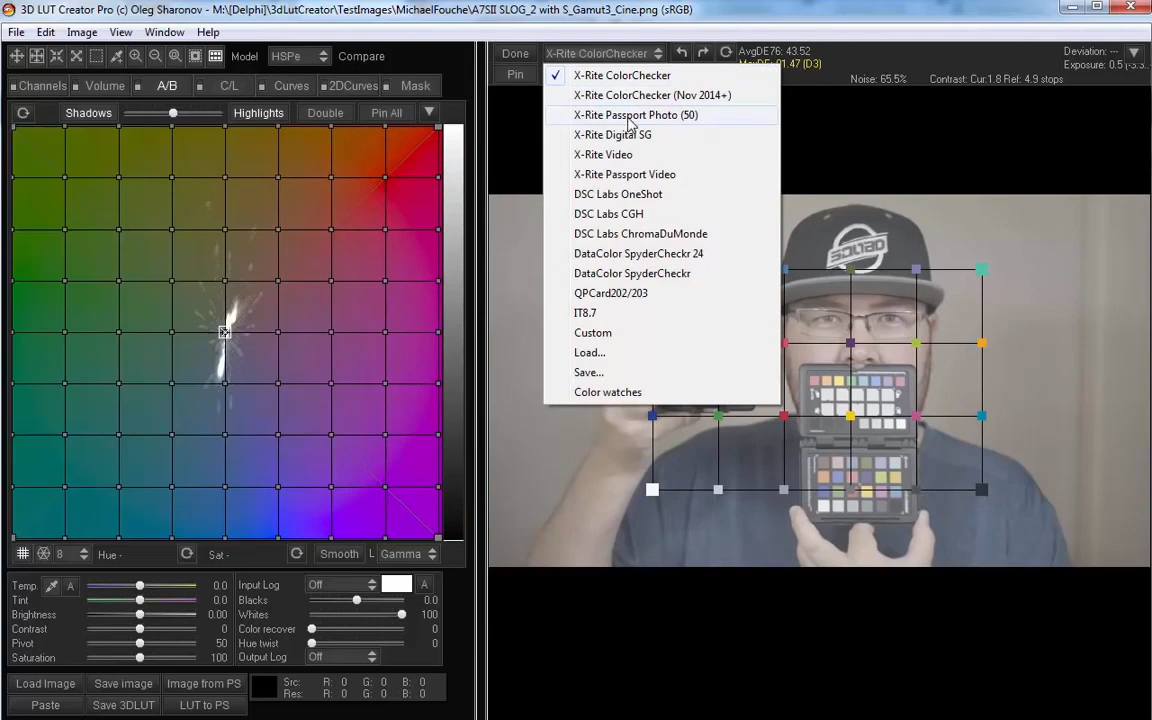 3D LUT Creator Pro (c) Oleg Sharonov - M:\[Delphi]\3dLutCreator\TestImages\MichaelFouche\A7SII SLOG_2 with S_Gamut3_Cine.png (sRGB)
File Edit Image View Window Help
Model HSPe Compare
Channels Volume A/B C/L 2DCurves Mask
Shadows Highlights Double Pin All
8 Hue - Sat - Smooth L Gamma
Temp. A 0.0
Tint 0.0
Brightness 0.00
Contrast 0
Pivot 50
Saturation 100
Input Log Off A
Blacks 0.0
Whites 100
Color recover 0
Hue twist 0
Output Log Off
Load Image Save image Image from PS
Paste Save 3DLUT LUT to PS
Src: R: 0 G: 0 B: 0
Res: R: 0 G: 0 B: 0
Done X-Rite ColorChecker
Pin
AvgDE76: 43.52
Deviation: ---
Noise: 65.5% Contrast: Cur:1.8 Ref: 4.9 stops
X-Rite ColorChecker
X-Rite ColorChecker (Nov 2014+)
X-Rite Passport Photo (50)
X-Rite Digital SG
X-Rite Video
X-Rite Passport Video
DSC Labs OneShot
DSC Labs CGH
DSC Labs ChromaDuMonde
DataColor SpyderCheckr 24
DataColor SpyderCheckr
QPCard202/203
IT8.7
Custom
Load...
Save...
Color watches
SQUAD